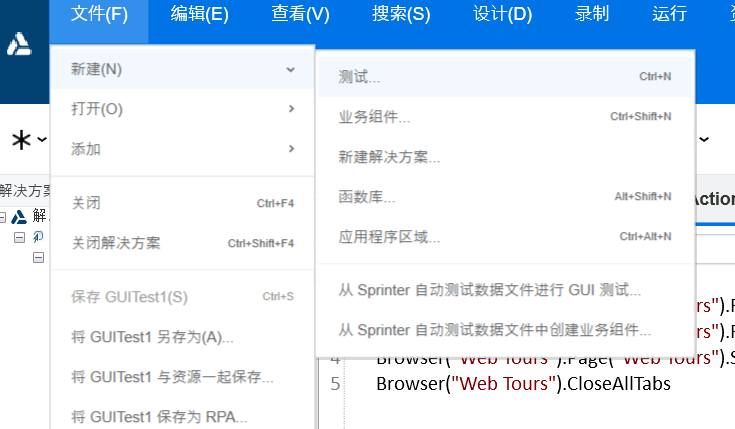 文件(F) 编辑(E) 查看(V) 搜索(S) 设计(D) 录制 运行
新建(N)
打开(O)
添加
关闭 Ctrl+F4
关闭解决方案 Ctrl+Shift+F4
保存 GUITest1(S) Ctrl+S
将 GUITest1 另存为(A)...
将 GUITest1 与资源一起保存...
将 GUITest1 保存为 RPA...
测试... Ctrl+N
业务组件... Ctrl+Shift+N
新建解决方案...
函数库... Alt+Shift+N
应用程序区域... Ctrl+Alt+N
从 Sprinter 自动测试数据文件进行 GUI 测试...
从 Sprinter 自动测试数据文件中创建业务组件...
解决方案
解
Action
rs").
rs").
4 Browser("Web Tours").Page("Web Tours").S
5 Browser("Web Tours").CloseAllTabs